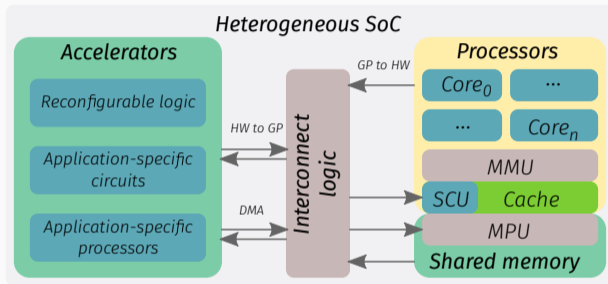 Heterogeneous SoC
Accelerators
Reconfigurable logic
Application-specific
circuits
Application-specific
processors
HW to GP
DMA
Interconnect
logic
GP to HW
Processors
Core0
...
...
Coren
MMU
SCU
Cache
MPU
Shared memory